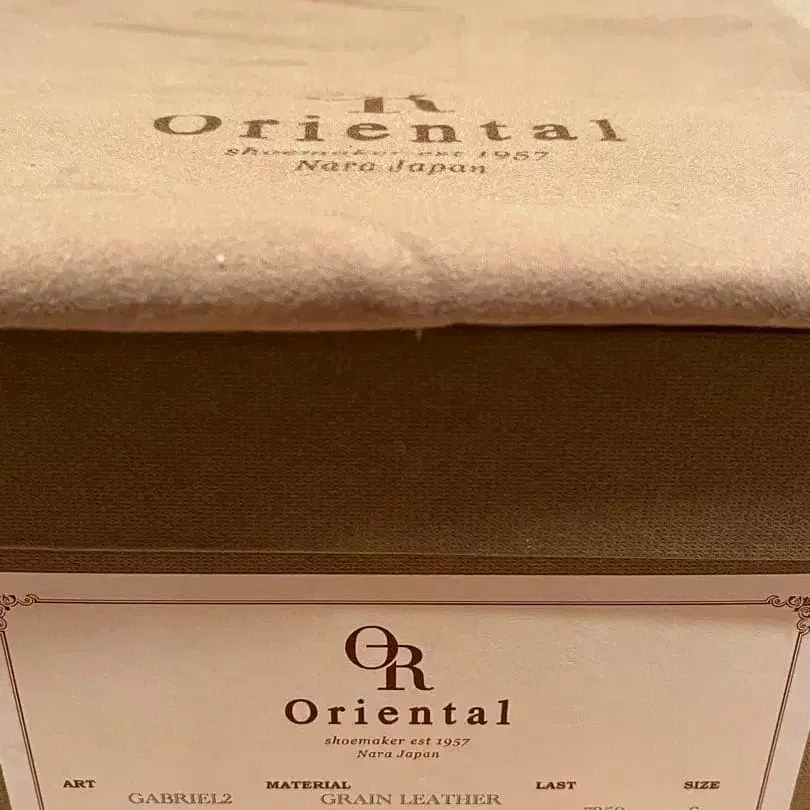 R
Oriental
shoemaker est 1957
Nara Japan
OR
Oriental
shoemaker est 1957
Nara Japan
ART MATERIAL LAST SIZE
GABRIEL2 GRAIN LEATHER